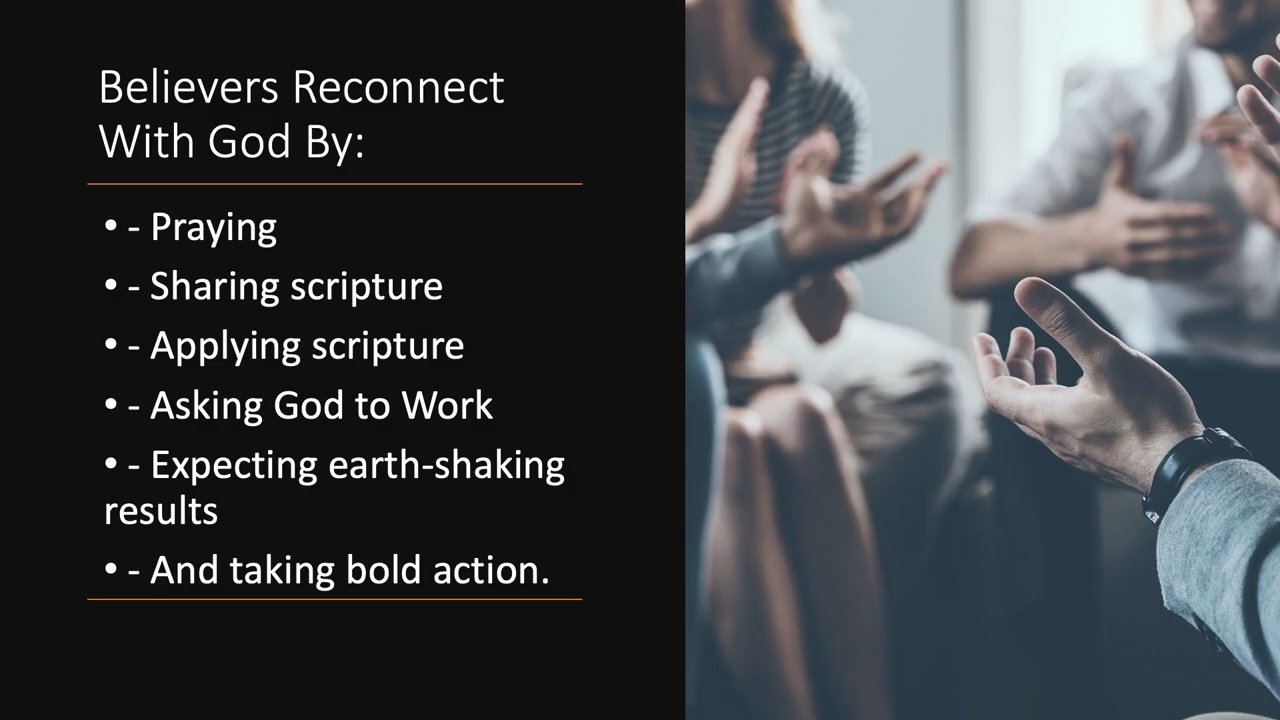 Believers Reconnect
With God By:
• - Praying
• - Sharing scripture
• - Applying scripture
• - Asking God to Work
• - Expecting earth-shaking
results
• - And taking bold action.